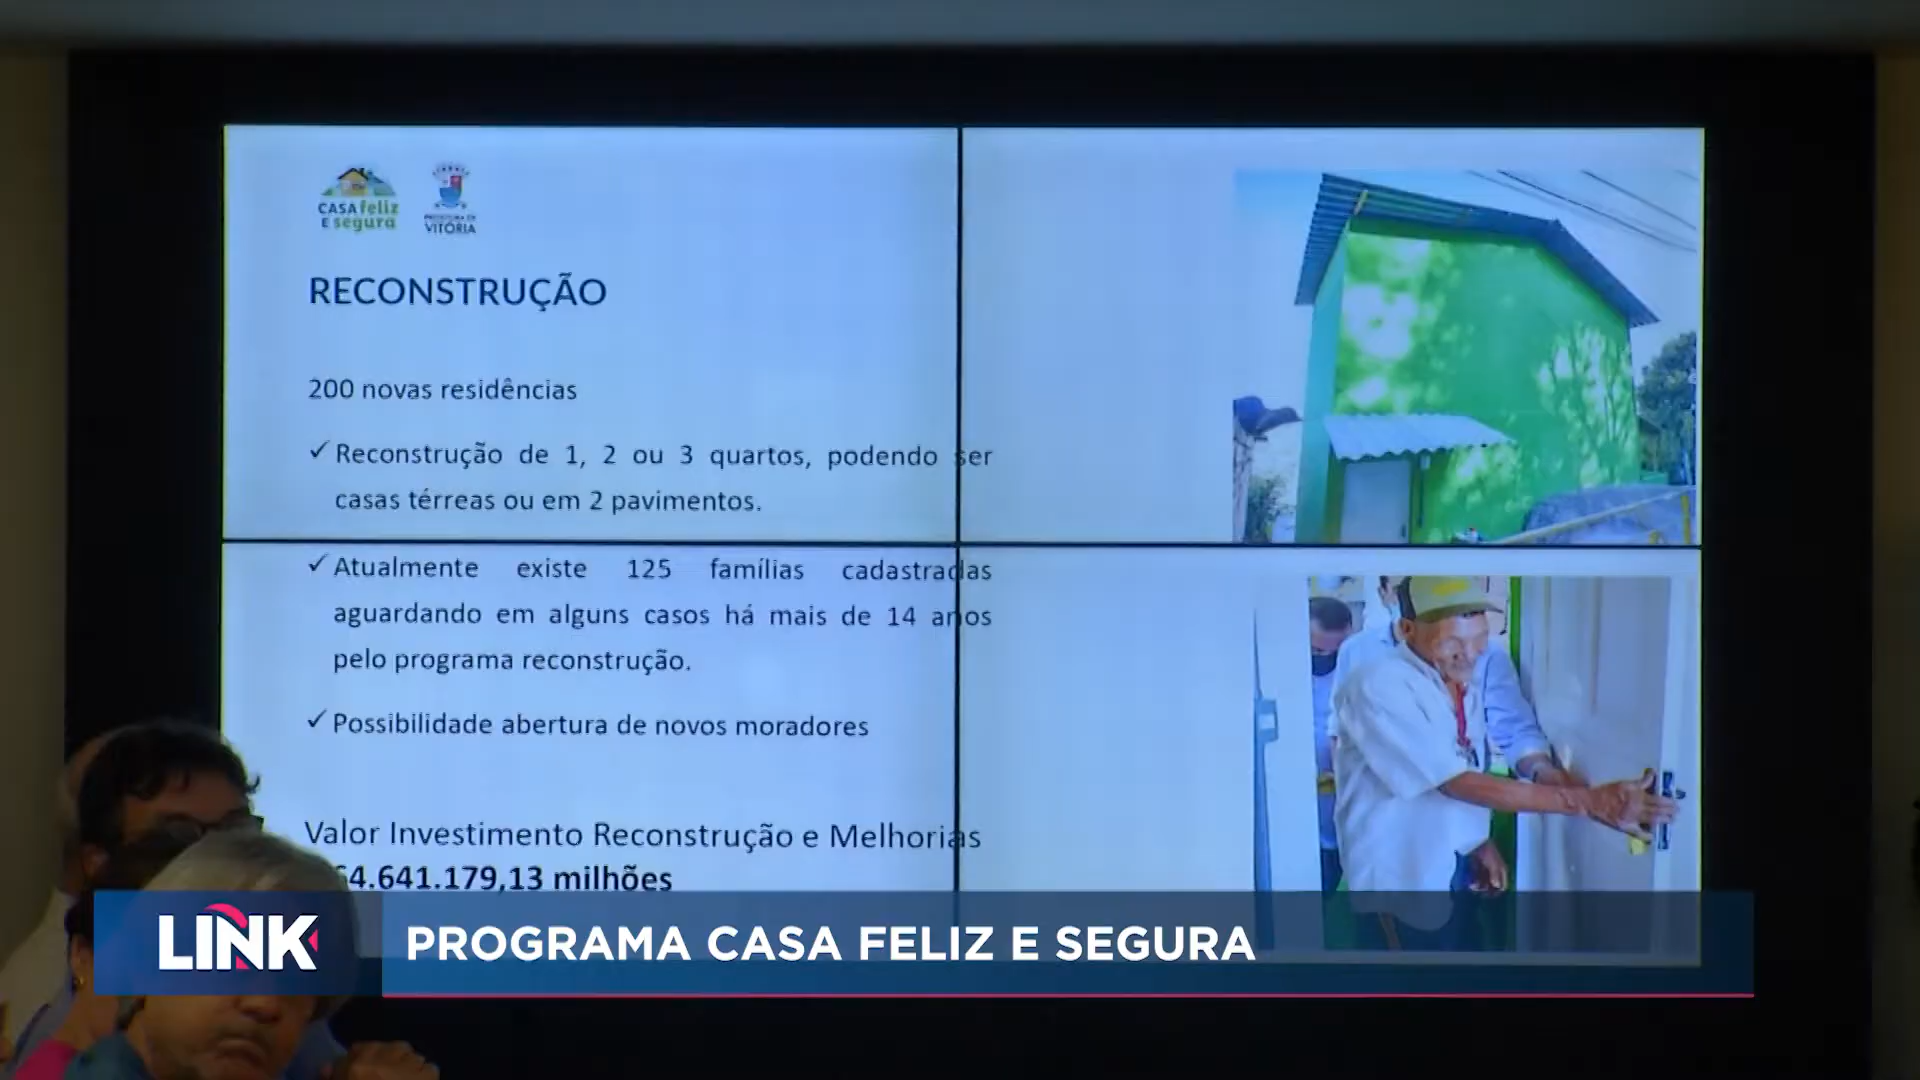 CASA feliz
E segura
PREFEITURA DE
VITÓRIA
RECONSTRUÇÃO
200 novas residências
✓ Reconstrução de 1, 2 ou 3 quartos, podendo ser
casas térreas ou em 2 pavimentos.
✓ Atualmente existe 125 famílias cadastradas
aguardando em alguns casos há mais de 14 anos
pelo programa reconstrução.
✓ Possibilidade abertura de novos moradores
Valor Investimento Reconstrução e Melhorias
4.641.179,13 milhões
LINK
PROGRAMA CASA FELIZ E SEGURA